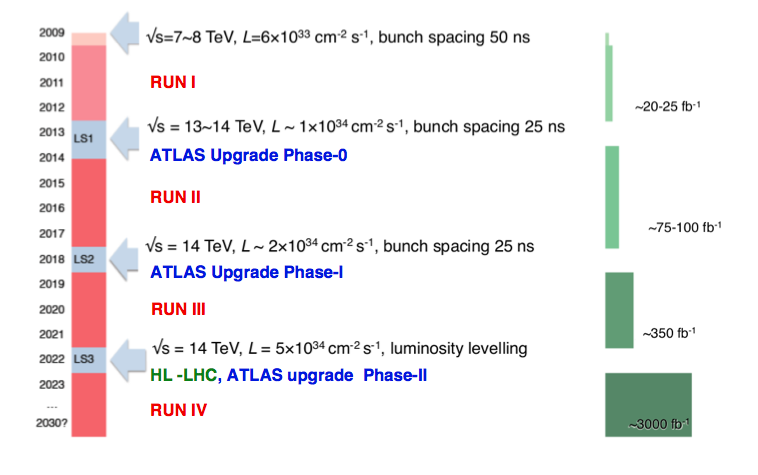 2009
√s=7~8 TeV, L=6×10³³ cm⁻² s⁻¹, bunch spacing 50 ns
2010
2011
RUN I
2012
~20-25 fb⁻¹
2013
√s = 13~14 TeV, L ~ 1×10³⁴ cm⁻² s⁻¹, bunch spacing 25 ns
LS1
2014
ATLAS Upgrade Phase-0
2015
RUN II
2016
2017
~75-100 fb⁻¹
√s = 14 TeV, L ~ 2×10³⁴ cm⁻² s⁻¹, bunch spacing 25 ns
2018 LS2
ATLAS Upgrade Phase-I
2019
2020
RUN III
2021
~350 fb⁻¹
√s = 14 TeV, L = 5×10³⁴ cm⁻² s⁻¹, luminosity levelling
2022 LS3
HL -LHC, ATLAS upgrade Phase-II
2023
...
RUN IV
2030?
~3000 fb⁻¹